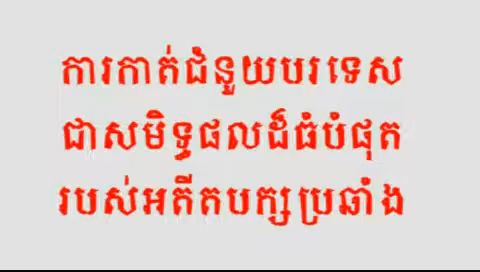 ការកាត់ជំនួយបរទេស
ជាសមិទ្ធផលដ៏ធំបំផុត
របស់អតីតបក្សប្រឆាំង